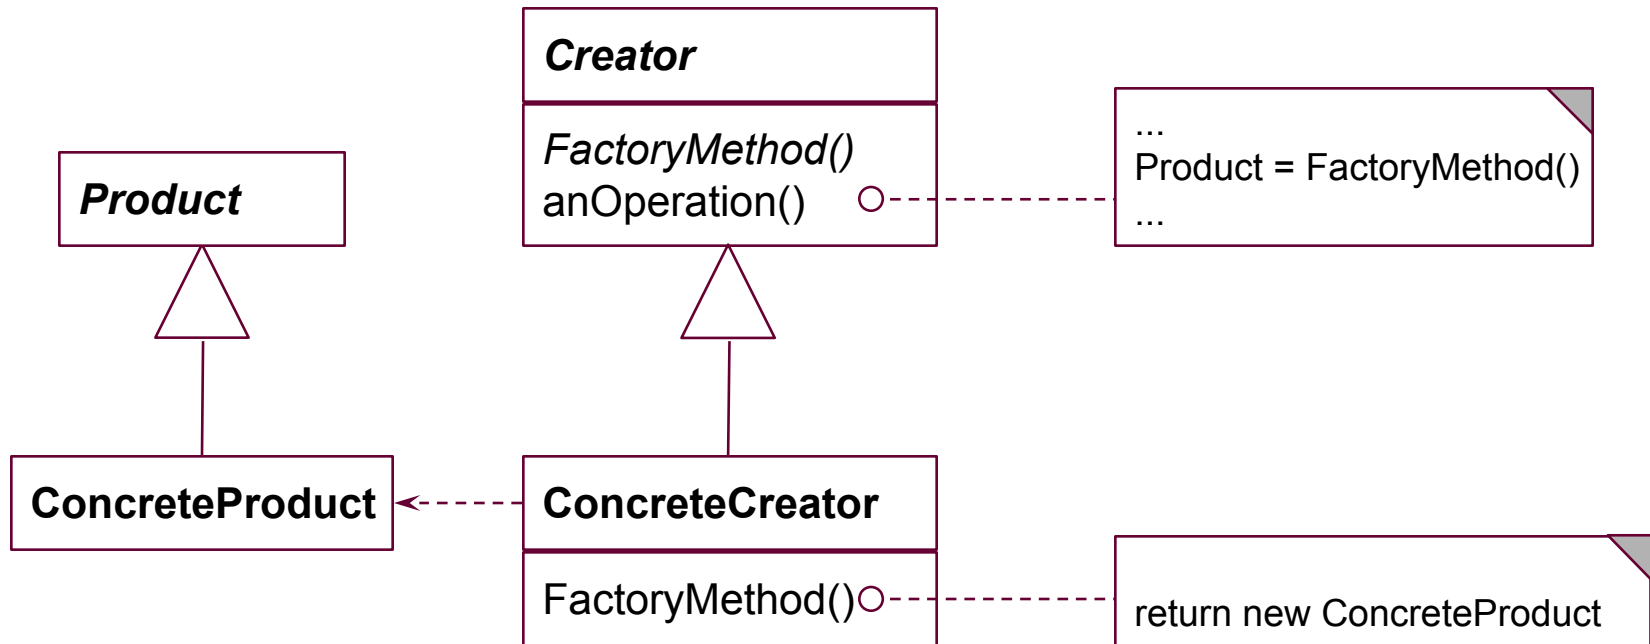 Creator
FactoryMethod()
anOperation()
...
Product = FactoryMethod()
...
Product
ConcreteProduct
ConcreteCreator
FactoryMethod()
return new ConcreteProduct